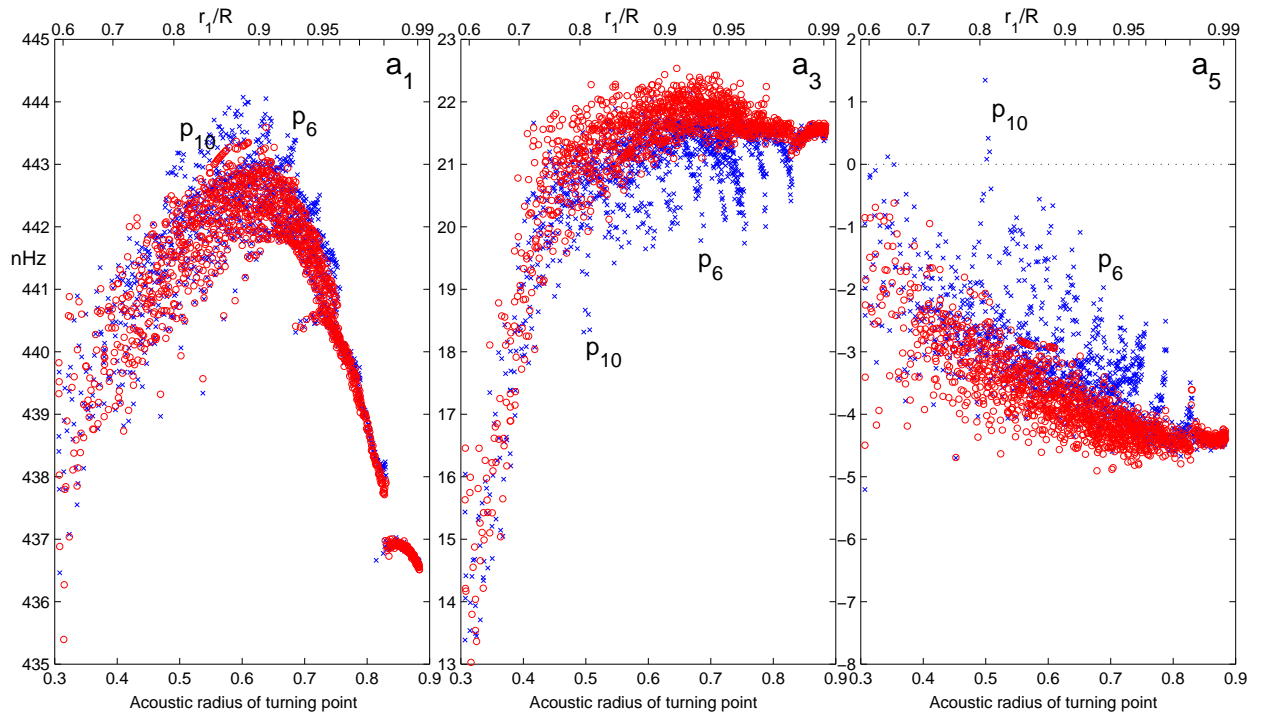 r1/R r1/R r1/R
0.6 0.7 0.8 0.9 0.95 0.99 0.6 0.7 0.8 0.9 0.95 0.99 0.6 0.7 0.8 0.9 0.95 0.99
445 23 2
a1 a3 a5
444 22 1
p10 p6 p10
443 21 0
442 20 −1
nHz
p6 p6
441 19 −2
440 18 −3
p10
439 17 −4
438 16 −5
437 15 −6
436 14 −7
435 13 −8
0.3 0.4 0.5 0.6 0.7 0.8 0.9 0.3 0.4 0.5 0.6 0.7 0.8 0.9 0.3 0.4 0.5 0.6 0.7 0.8 0.9
Acoustic radius of turning point Acoustic radius of turning point Acoustic radius of turning point